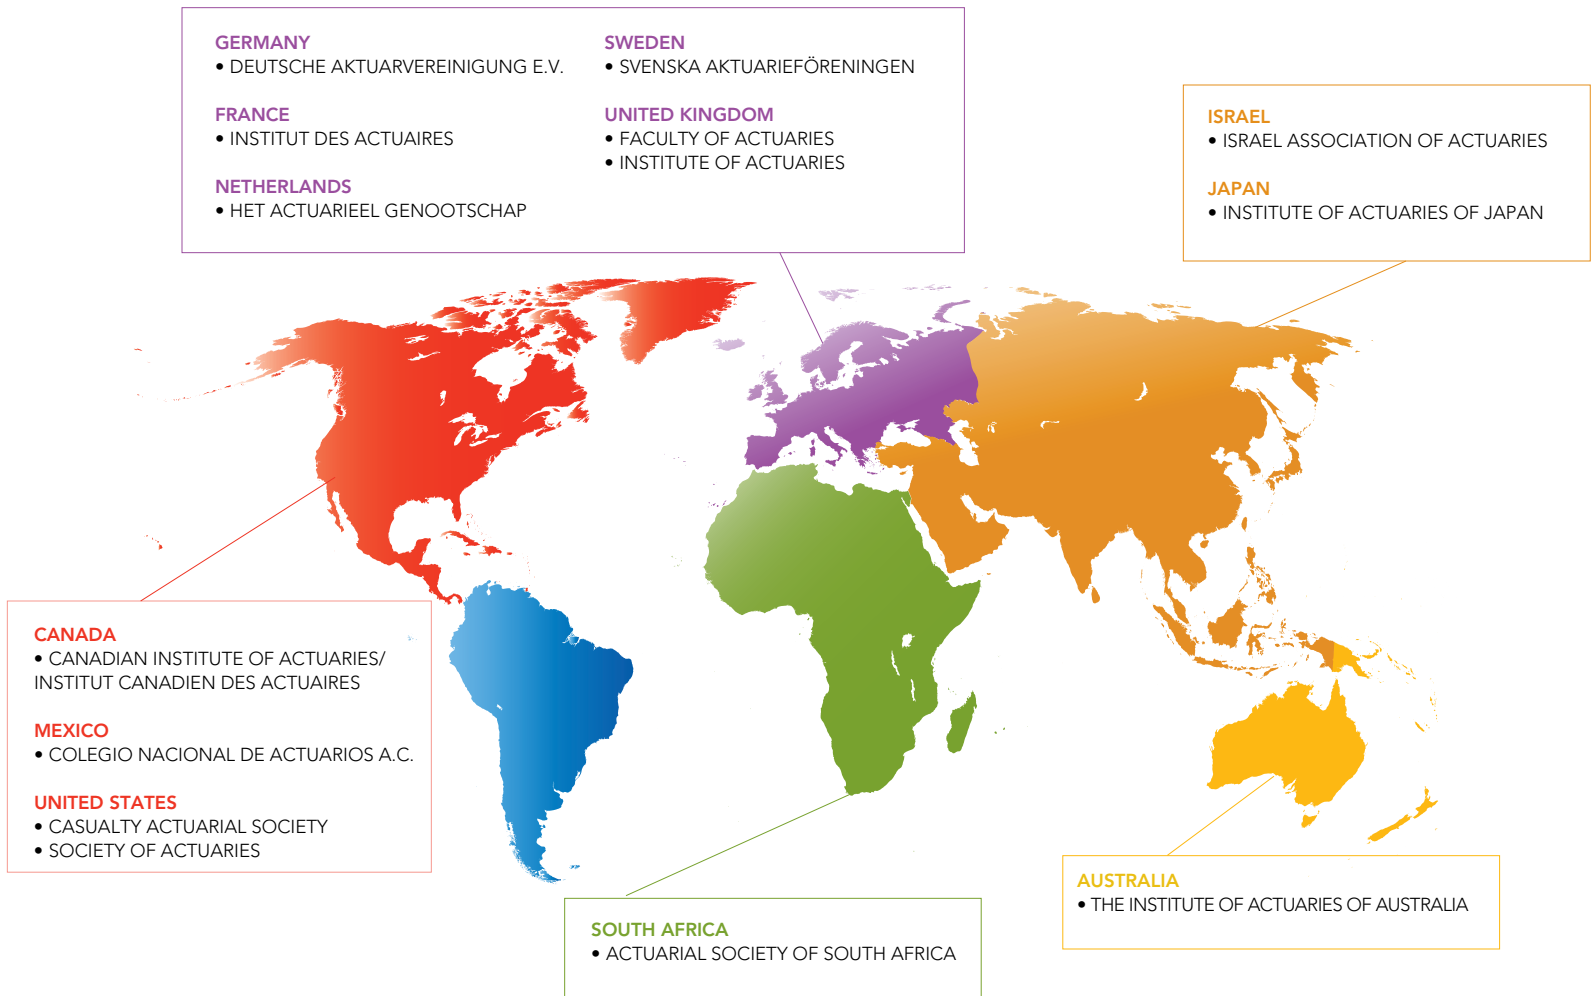 GERMANY
• DEUTSCHE AKTUARVEREINIGUNG E.V.
FRANCE
• INSTITUT DES ACTUAIRES
NETHERLANDS
• HET ACTUARIEEL GENOOTSCHAP
SWEDEN
• SVENSKA AKTUARIEFÖRENINGEN
UNITED KINGDOM
• FACULTY OF ACTUARIES
• INSTITUTE OF ACTUARIES
ISRAEL
• ISRAEL ASSOCIATION OF ACTUARIES
JAPAN
• INSTITUTE OF ACTUARIES OF JAPAN
CANADA
• CANADIAN INSTITUTE OF ACTUARIES/
INSTITUT CANADIEN DES ACTUAIRES
MEXICO
• COLEGIO NACIONAL DE ACTUARIOS A.C.
UNITED STATES
• CASUALTY ACTUARIAL SOCIETY
• SOCIETY OF ACTUARIES
SOUTH AFRICA
• ACTUARIAL SOCIETY OF SOUTH AFRICA
AUSTRALIA
• THE INSTITUTE OF ACTUARIES OF AUSTRALIA